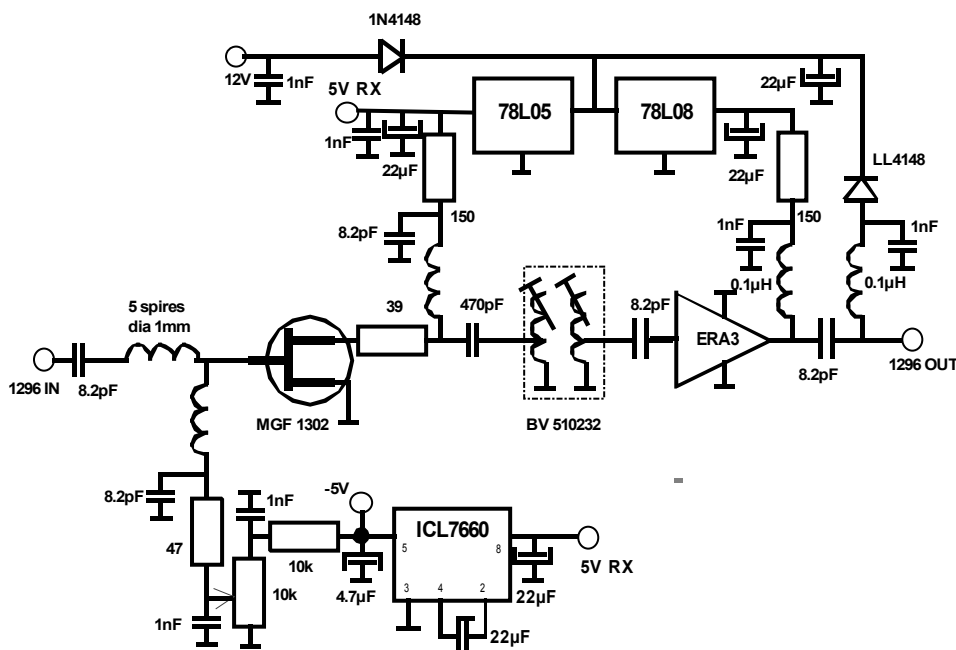 1N4148
12V
1nF
22µF
5V RX
78L05
78L08
1nF
22µF
22µF
LL4148
150
150
8.2pF
1nF
1nF
0.1µH
0.1µH
5 spires
dia 1mm
39
470pF
8.2pF
ERA3
1296 IN
8.2pF
8.2pF
1296 OUT
MGF 1302
BV 510232
8.2pF
1nF
-5V
ICL7660
47
10k
5
8
5V RX
10k
4.7µF
3
4
2
22µF
1nF
22µF